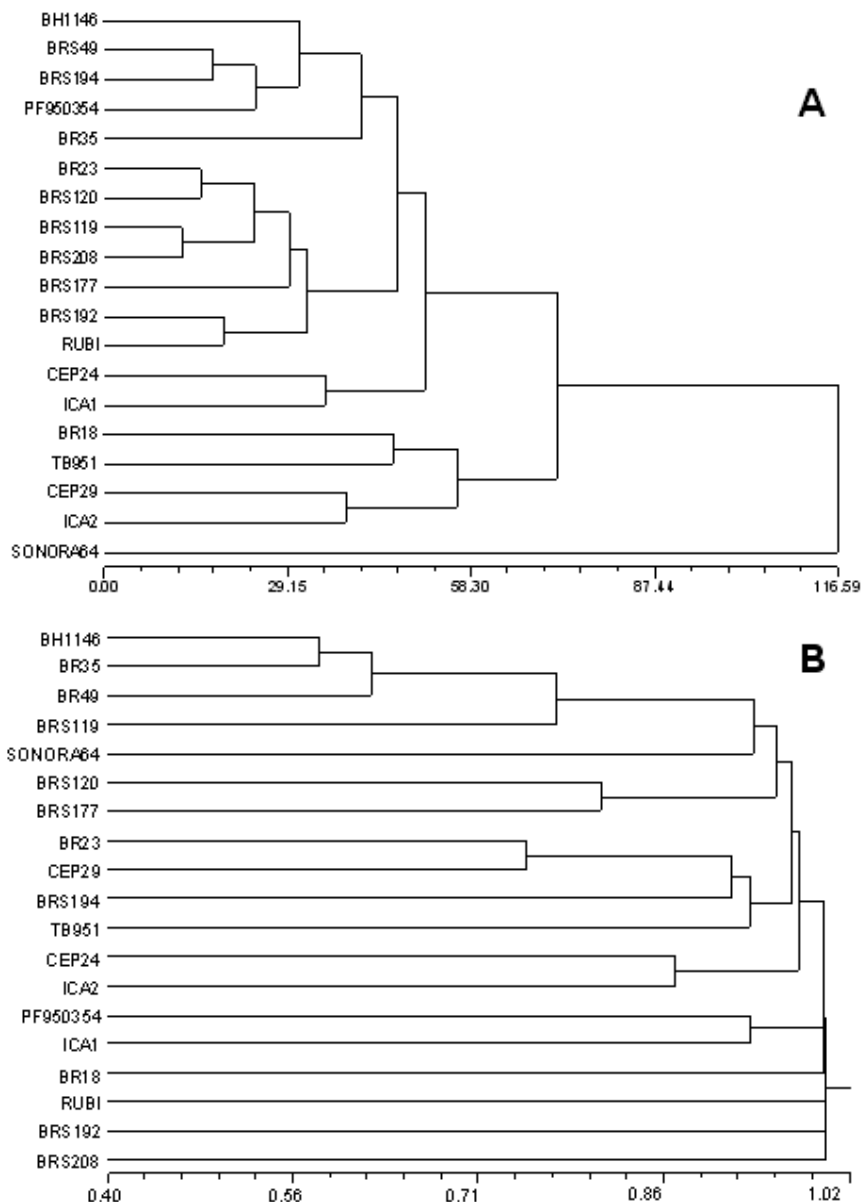 BH1146
BRS49
BRS194
PF950354
BR35
BR23
BRS120
BRS119
BRS208
BRS177
BRS192
RUBI
CEP24
ICA1
BR18
TB951
CEP29
ICA2
SONORA64
A
0.00 29.15 58.30 87.44 116.59
BH1146
BR35
BR49
BRS119
SONORA64
BRS120
BRS177
BR23
CEP29
BRS194
TB951
CEP24
ICA2
PF950354
ICA1
BR18
RUBI
BRS192
BRS208
B
0.40 0.56 0.71 0.86 1.02